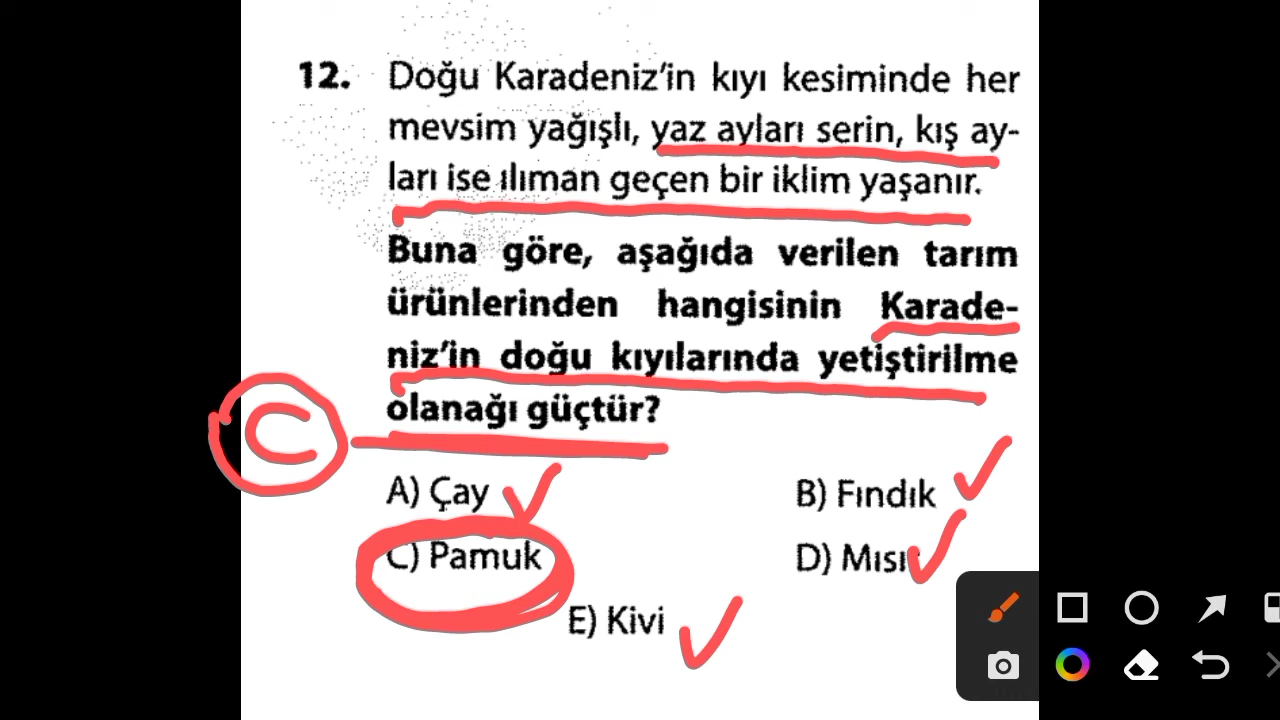 12. Doğu Karadeniz’in kıyı kesiminde her
mevsim yağışlı, yaz ayları serin, kış ay-
ları ise ılıman geçen bir iklim yaşanır.
Buna göre, aşağıda verilen tarım
ürünlerinden hangisinin Karade-
niz’in doğu kıyılarında yetiştirilme
olanağı güçtür?
C
A) Çay
B) Fındık
C) Pamuk
D) Mısır
E) Kivi